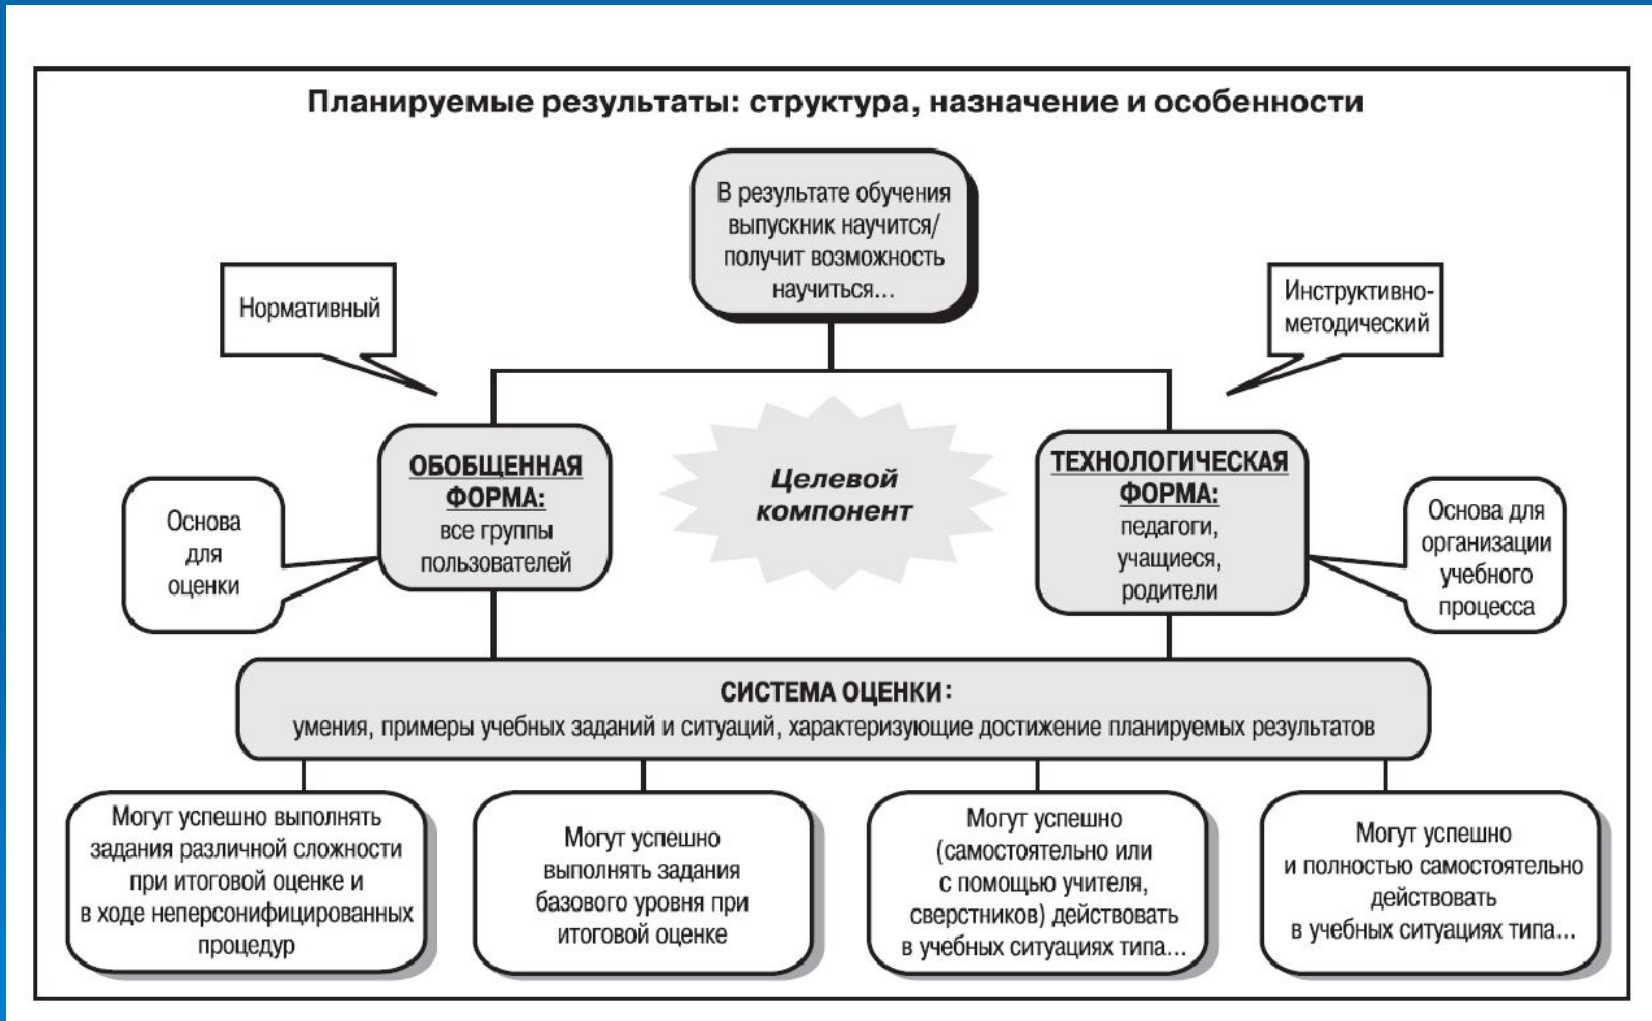 Планируемые результаты: структура, назначение и особенности
В результате обучения
выпускник научится/
получит возможность
научиться...
Нормативный
Инструктивно-
методический
ОБОБЩЕННАЯ
ФОРМА:
все группы
пользователей
Целевой
компонент
ТЕХНОЛОГИЧЕСКАЯ
ФОРМА:
педагоги,
учащиеся,
родители
Основа
для
оценки
Основа для
организации
учебного
процесса
СИСТЕМА ОЦЕНКИ:
умения, примеры учебных заданий и ситуаций, характеризующие достижение планируемых результатов
Могут успешно выполнять
задания различной сложности
при итоговой оценке и
в ходе неперсонифицированных
процедур
Могут успешно
выполнять задания
базового уровня при
итоговой оценке
Могут успешно
(самостоятельно или
с помощью учителя,
сверстников) действовать
в учебных ситуациях типа...
Могут успешно
и полностью самостоятельно
действовать
в учебных ситуациях типа...